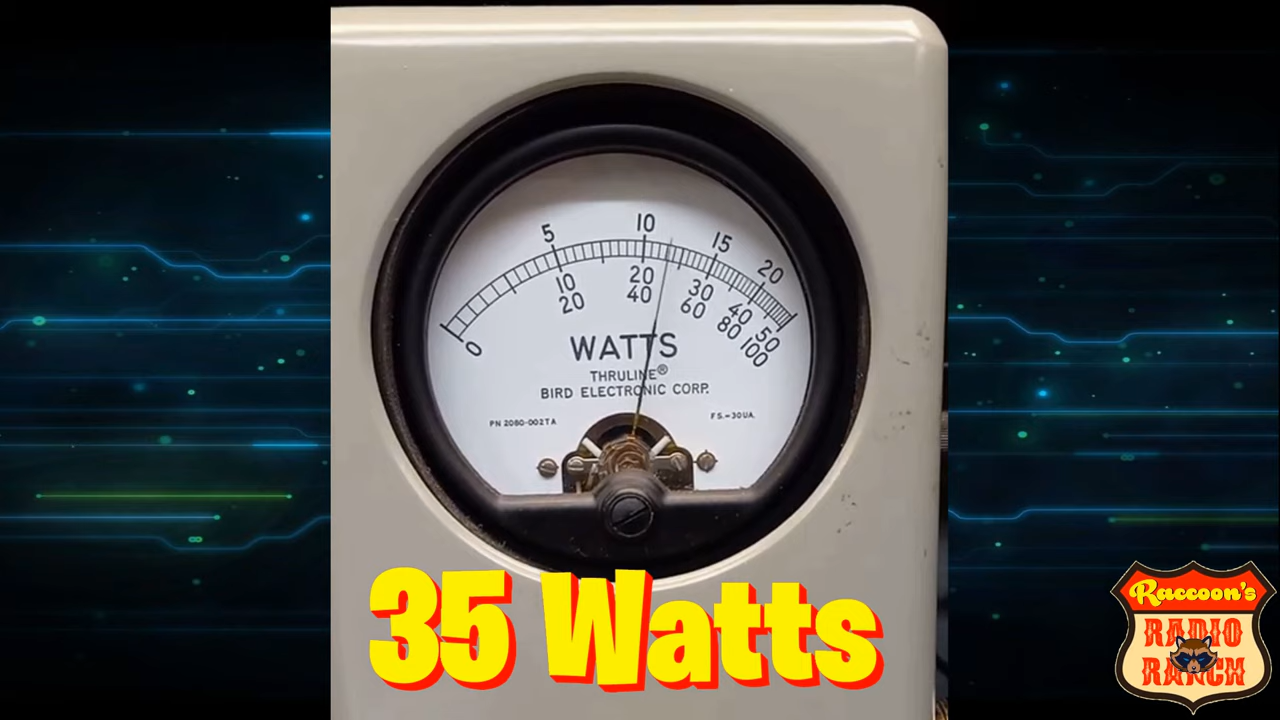 5
10
15
20
10
20
30
40
50
20
40
60
80
100
0
WATTS
THRULINE®
BIRD ELECTRONIC CORP.
PN 2080-002TA
FS.=30UA.
35 Watts
Raccoon's
RADIO
RANCH